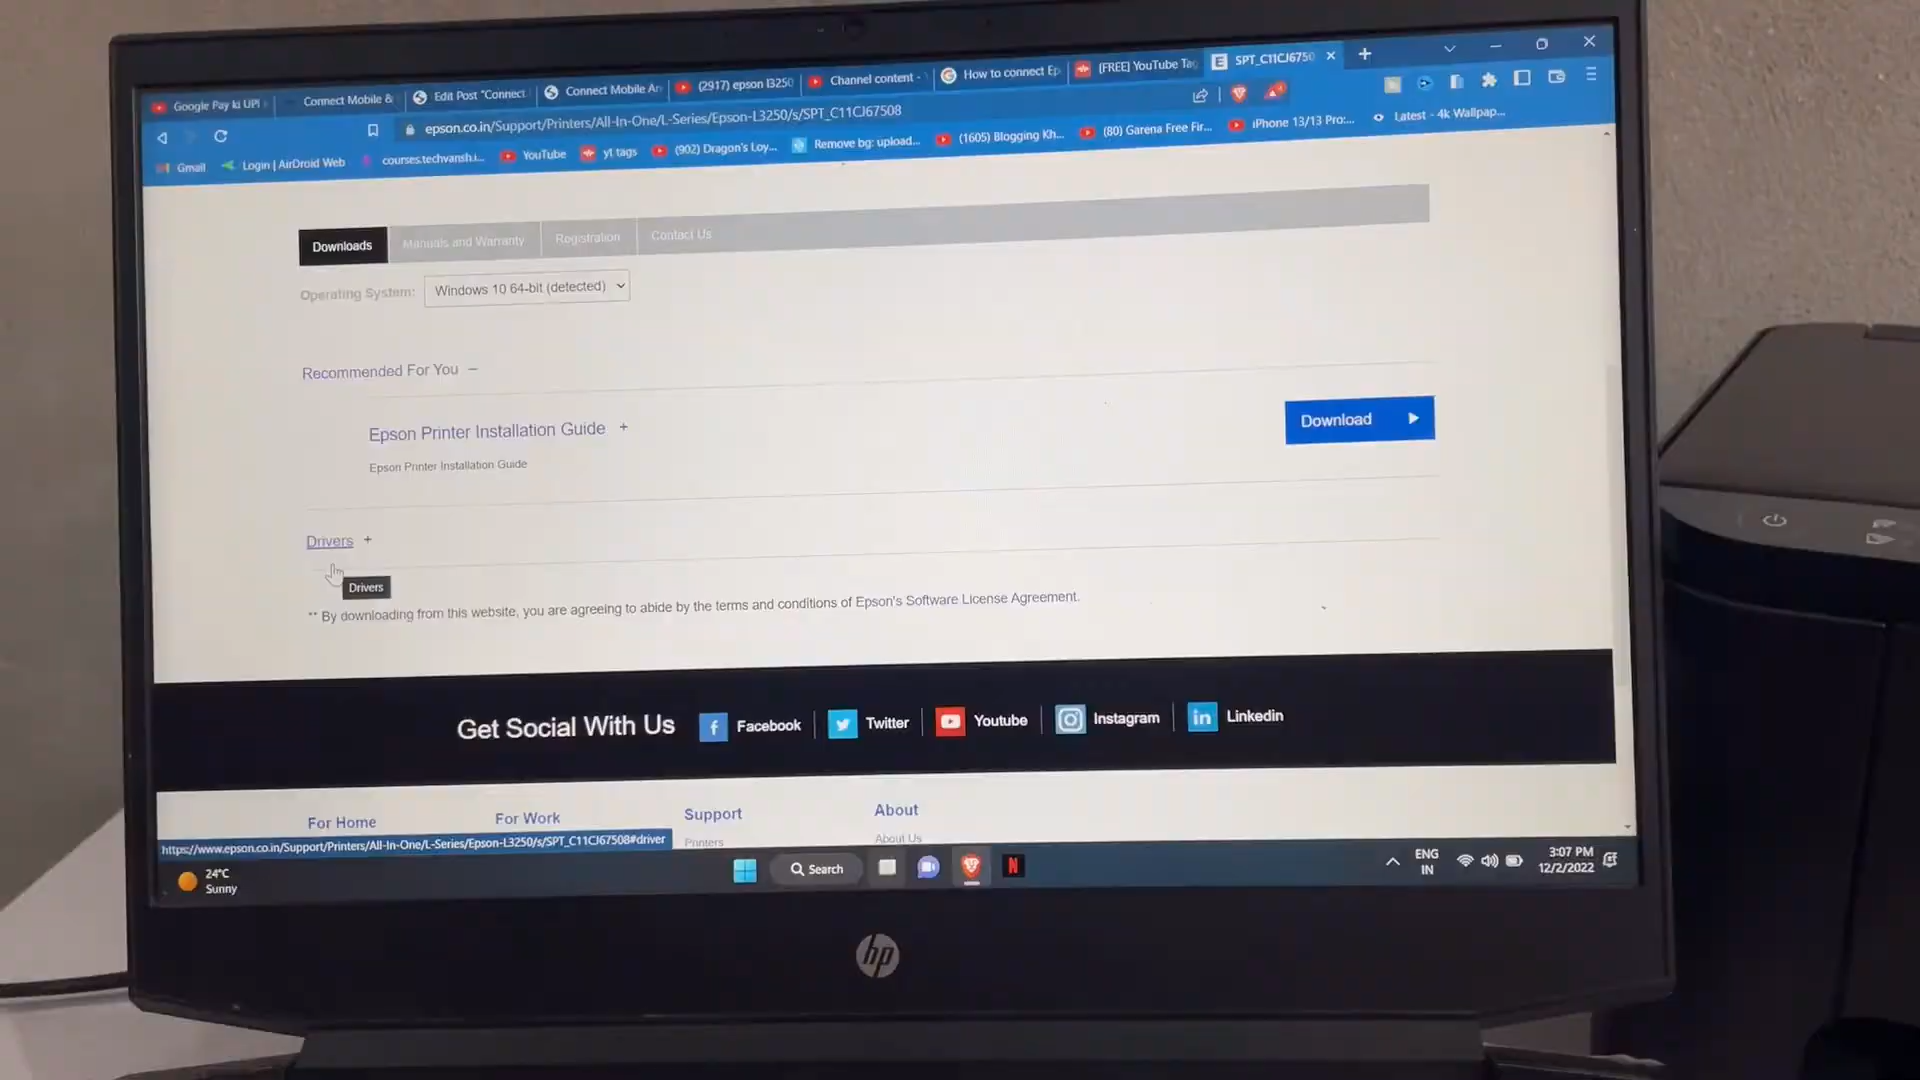 Google Pay ki UPI
Connect Mobile &
Edit Post "Connect
Connect Mobile An
(2917) epson l3250
Channel content -
How to connect Ep
(FREE) YouTube Tag
SPT_C11CJ6750
epson.co.in/Support/Printers/All-In-One/L-Series/Epson-L3250/s/SPT_C11CJ67508
Gmail
Login | AirDroid Web
courses.techvansh.i...
YouTube
yt tags
(902) Dragon's Loy...
Remove bg: upload...
(1605) Blogging Kh...
(80) Garena Free Fir...
iPhone 13/13 Pro:...
Latest - 4k Wallpap...
Downloads
Manuals and Warranty
Registration
Contact Us
Operating System:
Windows 10 64-bit (detected)
Recommended For You −
Epson Printer Installation Guide +
Download
Epson Printer Installation Guide
Drivers +
Drivers
** By downloading from this website, you are agreeing to abide by the terms and conditions of Epson's Software License Agreement.
Get Social With Us
Facebook
Twitter
Youtube
Instagram
Linkedin
For Home
For Work
Support
About
Printers
About Us
https://www.epson.co.in/Support/Printers/All-In-One/L-Series/Epson-L3250/s/SPT_C11CJ67508#driver
24°C
Sunny
Search
ENG
IN
3:07 PM
12/2/2022
hp